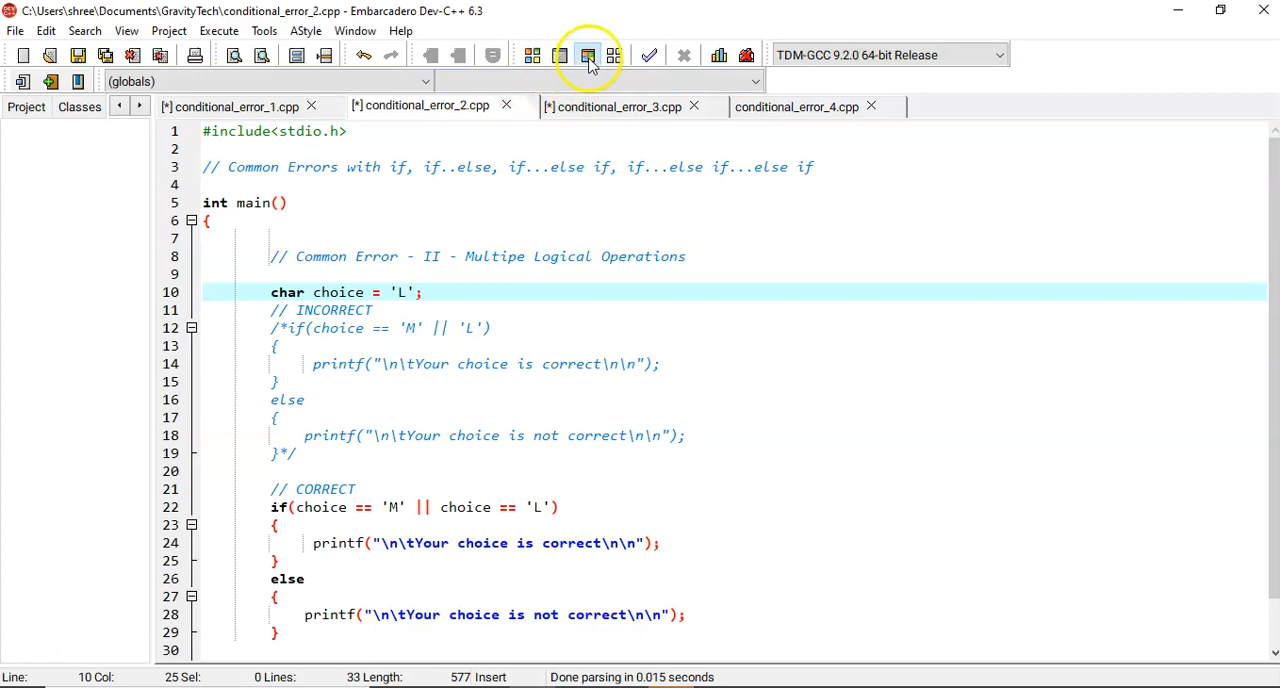 C:\Users\shree\Documents\GravityTech\conditional_error_2.cpp - Embarcadero Dev-C++ 6.3
File Edit Search View Project Execute Tools AStyle Window Help
TDM-GCC 9.2.0 64-bit Release
(globals)
Project Classes [*] conditional_error_1.cpp [*] conditional_error_2.cpp [*] conditional_error_3.cpp conditional_error_4.cpp
1 #include<stdio.h>
2
3 // Common Errors with if, if..else, if...else if, if...else if...else if
4
5 int main()
6 {
7
8 // Common Error - II - Multipe Logical Operations
9
10 char choice = 'L';
11 // INCORRECT
12 /*if(choice == 'M' || 'L')
13 {
14 printf("\n\tYour choice is correct\n\n");
15 }
16 else
17 {
18 printf("\n\tYour choice is not correct\n\n");
19 }*/
20
21 // CORRECT
22 if(choice == 'M' || choice == 'L')
23 {
24 printf("\n\tYour choice is correct\n\n");
25 }
26 else
27 {
28 printf("\n\tYour choice is not correct\n\n");
29 }
30
Line: 10 Col: 25 Sel: 0 Lines: 33 Length: 577 Insert Done parsing in 0.015 seconds